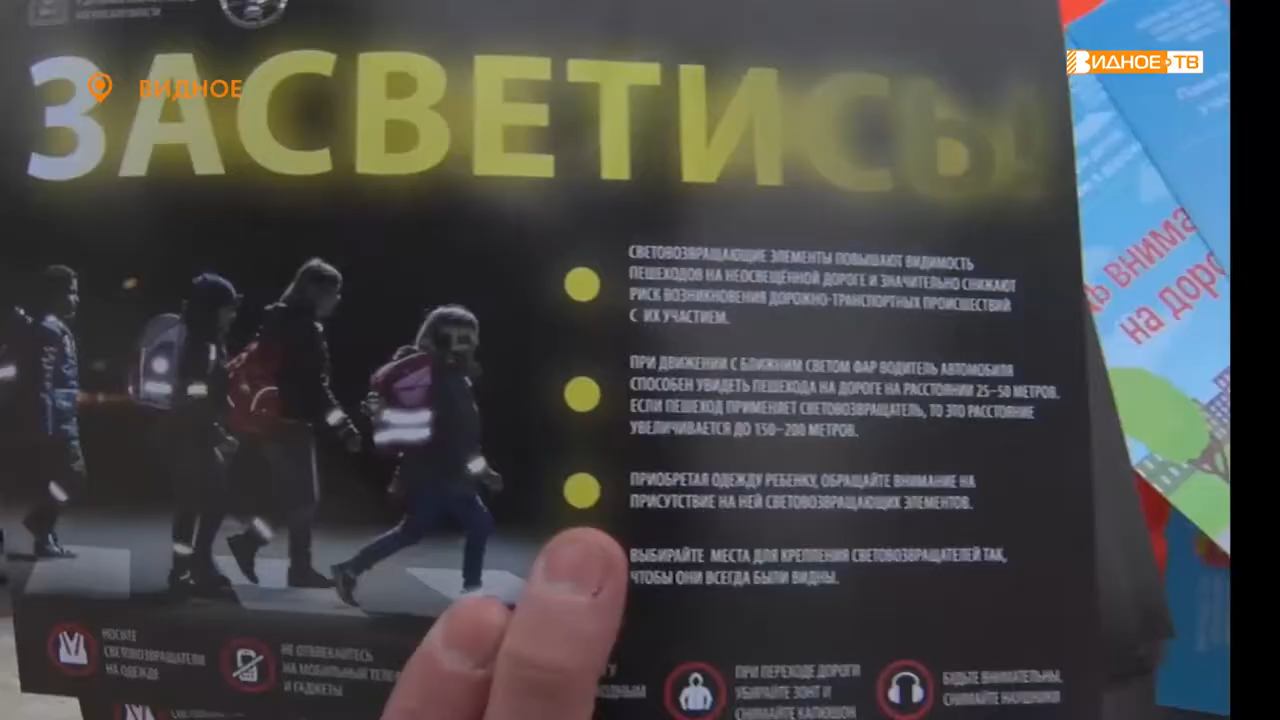 ЗАСВЕТИСЬ!
ВИДНОЕ
ВИДНОЕ ТВ
СВЕТОВОЗВРАЩАЮЩИЕ ЭЛЕМЕНТЫ ПОВЫШАЮТ ВИДИМОСТЬ
ПЕШЕХОДОВ НА НЕОСВЕЩЁННОЙ ДОРОГЕ И ЗНАЧИТЕЛЬНО СНИЖАЮТ
РИСК ВОЗНИКНОВЕНИЯ ДОРОЖНО-ТРАНСПОРТНЫХ ПРОИСШЕСТВИЙ
С ИХ УЧАСТИЕМ.
ПРИ ДВИЖЕНИИ С БЛИЖНИМ СВЕТОМ ФАР ВОДИТЕЛЬ АВТОМОБИЛЯ
СПОСОБЕН УВИДЕТЬ ПЕШЕХОДА НА ДОРОГЕ НА РАССТОЯНИИ 25-50 МЕТРОВ.
ЕСЛИ ПЕШЕХОД ПРИМЕНЯЕТ СВЕТОВОЗВРАЩАТЕЛЬ, ТО ЭТО РАССТОЯНИЕ
УВЕЛИЧИВАЕТСЯ ДО 150-200 МЕТРОВ.
ПРИОБРЕТАЯ ОДЕЖДУ РЕБЕНКУ, ОБРАЩАЙТЕ ВНИМАНИЕ НА
ПРИСУТСТВИЕ НА НЕЙ СВЕТОВОЗВРАЩАЮЩИХ ЭЛЕМЕНТОВ.
ВЫБИРАЙТЕ МЕСТА ДЛЯ КРЕПЛЕНИЯ СВЕТОВОЗВРАЩАТЕЛЕЙ ТАК,
ЧТОБЫ ОНИ ВСЕГДА БЫЛИ ВИДНЫ.
НОСИТЕ
СВЕТОВОЗВРАЩАТЕЛИ
НА ОДЕЖДЕ
НЕ ОТВЛЕКАЙТЕСЬ
НА МОБИЛЬНЫЙ ТЕЛЕ
И ГАДЖЕТЫ
ПРИ ПЕРЕХОДЕ ДОРОГИ
УБИРАЙТЕ ЗОНТ И
СНИМАЙТЕ КАПЮШОН
БУДЬТЕ ВНИМАТЕЛЬНЫ,
СНИМАЙТЕ НАУШНИКИ
ь внима
на дорo